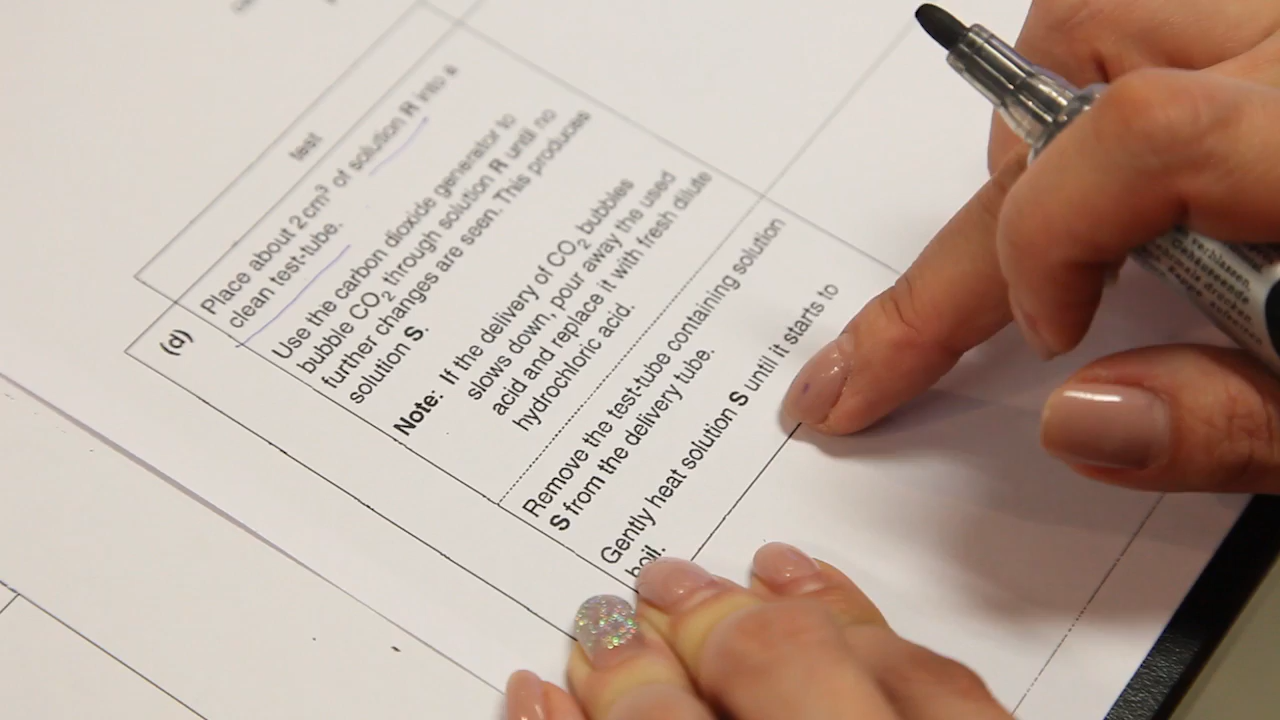 test
(d)
Place about 2 cm³ of solution R into a
clean test-tube.
Use the carbon dioxide generator to
bubble CO₂ through solution R until no
further changes are seen. This produces
solution S.
Note: If the delivery of CO₂ bubbles
slows down, pour away the used
acid and replace it with fresh dilute
hydrochloric acid.
Remove the test-tube containing solution
S from the delivery tube.
Gently heat solution S until it starts to
boil.
verblassen,